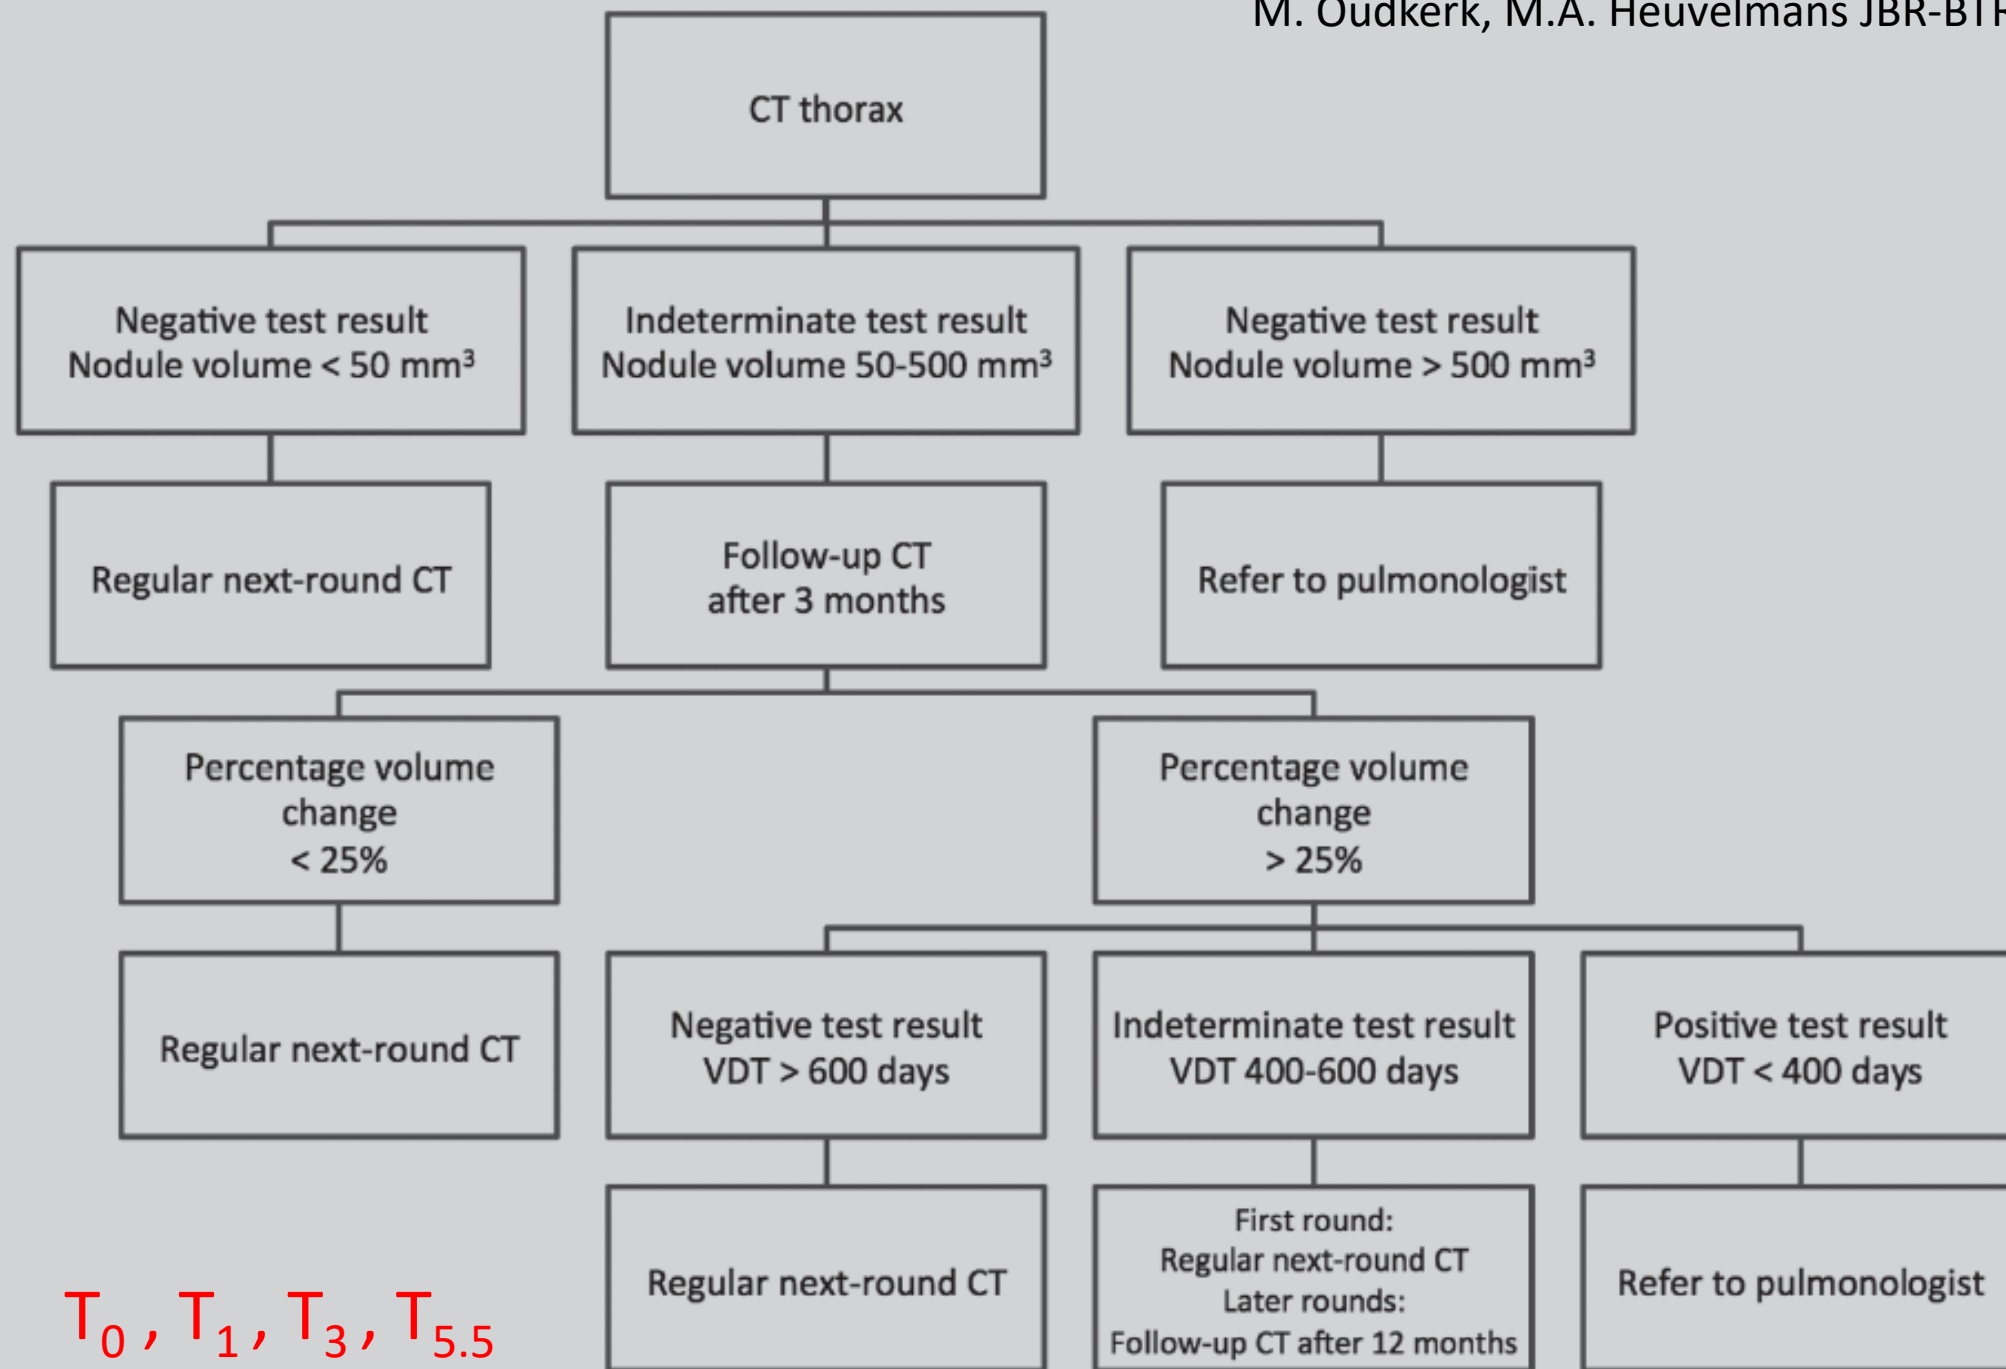 M. Oudkerk, M.A. Heuvelmans JBR-BTR
CT thorax
Negative test result
Nodule volume < 50 mm³
Indeterminate test result
Nodule volume 50-500 mm³
Negative test result
Nodule volume > 500 mm³
Regular next-round CT
Follow-up CT
after 3 months
Refer to pulmonologist
Percentage volume
change
< 25%
Percentage volume
change
> 25%
Regular next-round CT
Negative test result
VDT > 600 days
Indeterminate test result
VDT 400-600 days
Positive test result
VDT < 400 days
Regular next-round CT
First round:
Regular next-round CT
Later rounds:
Follow-up CT after 12 months
Refer to pulmonologist
T₀ , T₁ , T₃ , T₅.₅